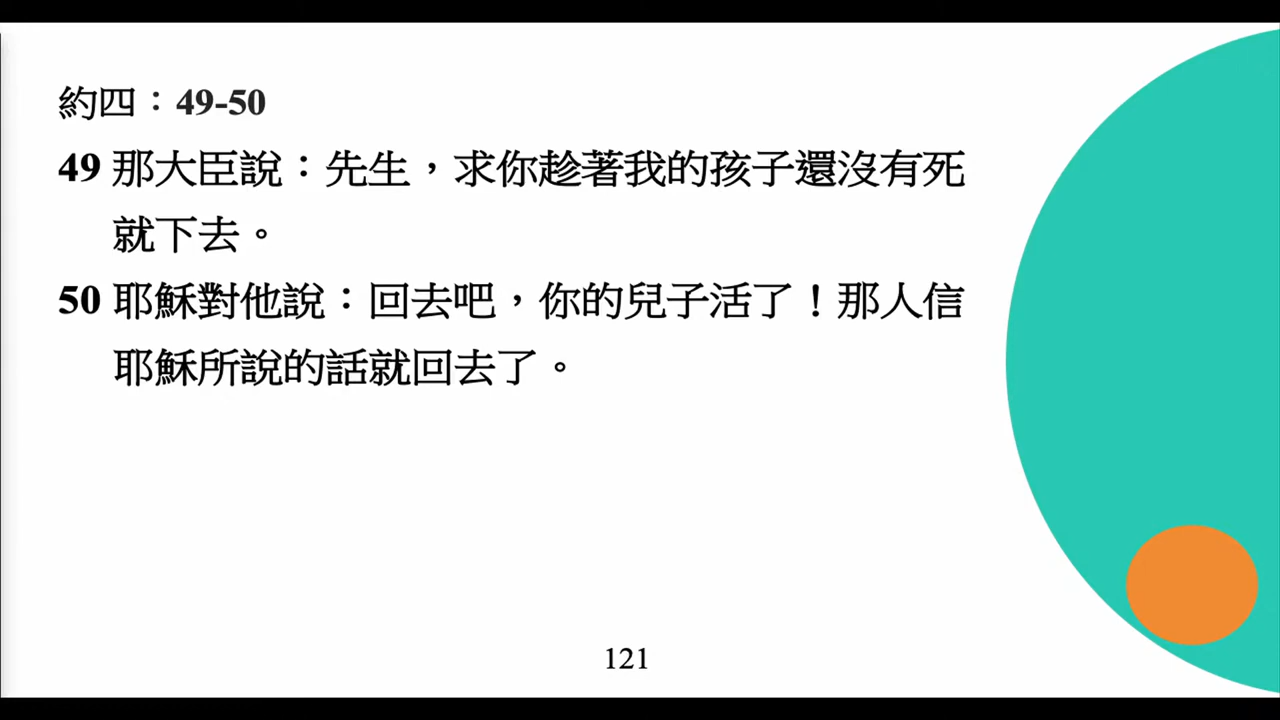 約四：49-50
49 那大臣說：先生，求你趁著我的孩子還沒有死
就下去。
50 耶穌對他說：回去吧，你的兒子活了！那人信
耶穌所說的話就回去了。
121